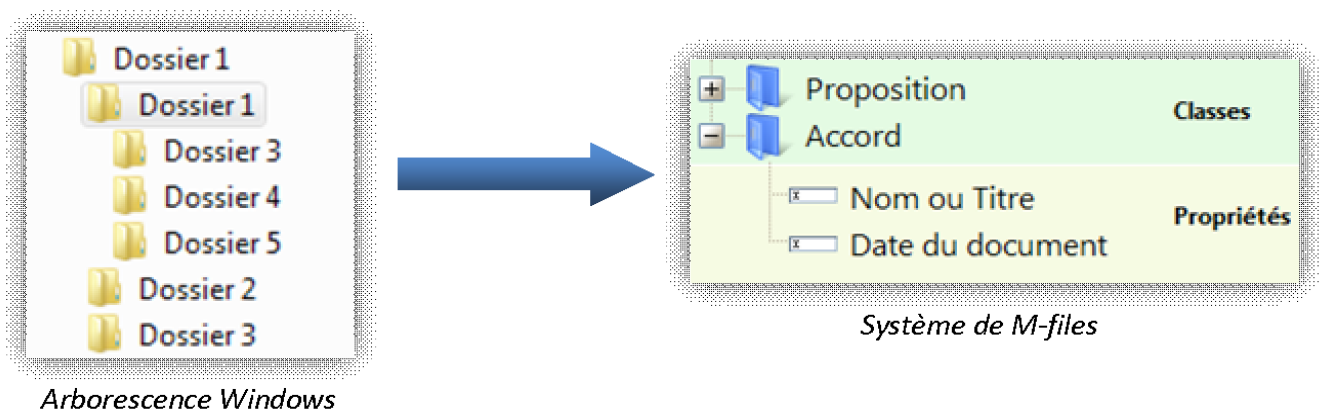 Dossier 1
Dossier 1
Dossier 3
Dossier 4
Dossier 5
Dossier 2
Dossier 3
Arborescence Windows
Proposition
Accord
Classes
Nom ou Titre
Date du document
Propriétés
Système de M-files